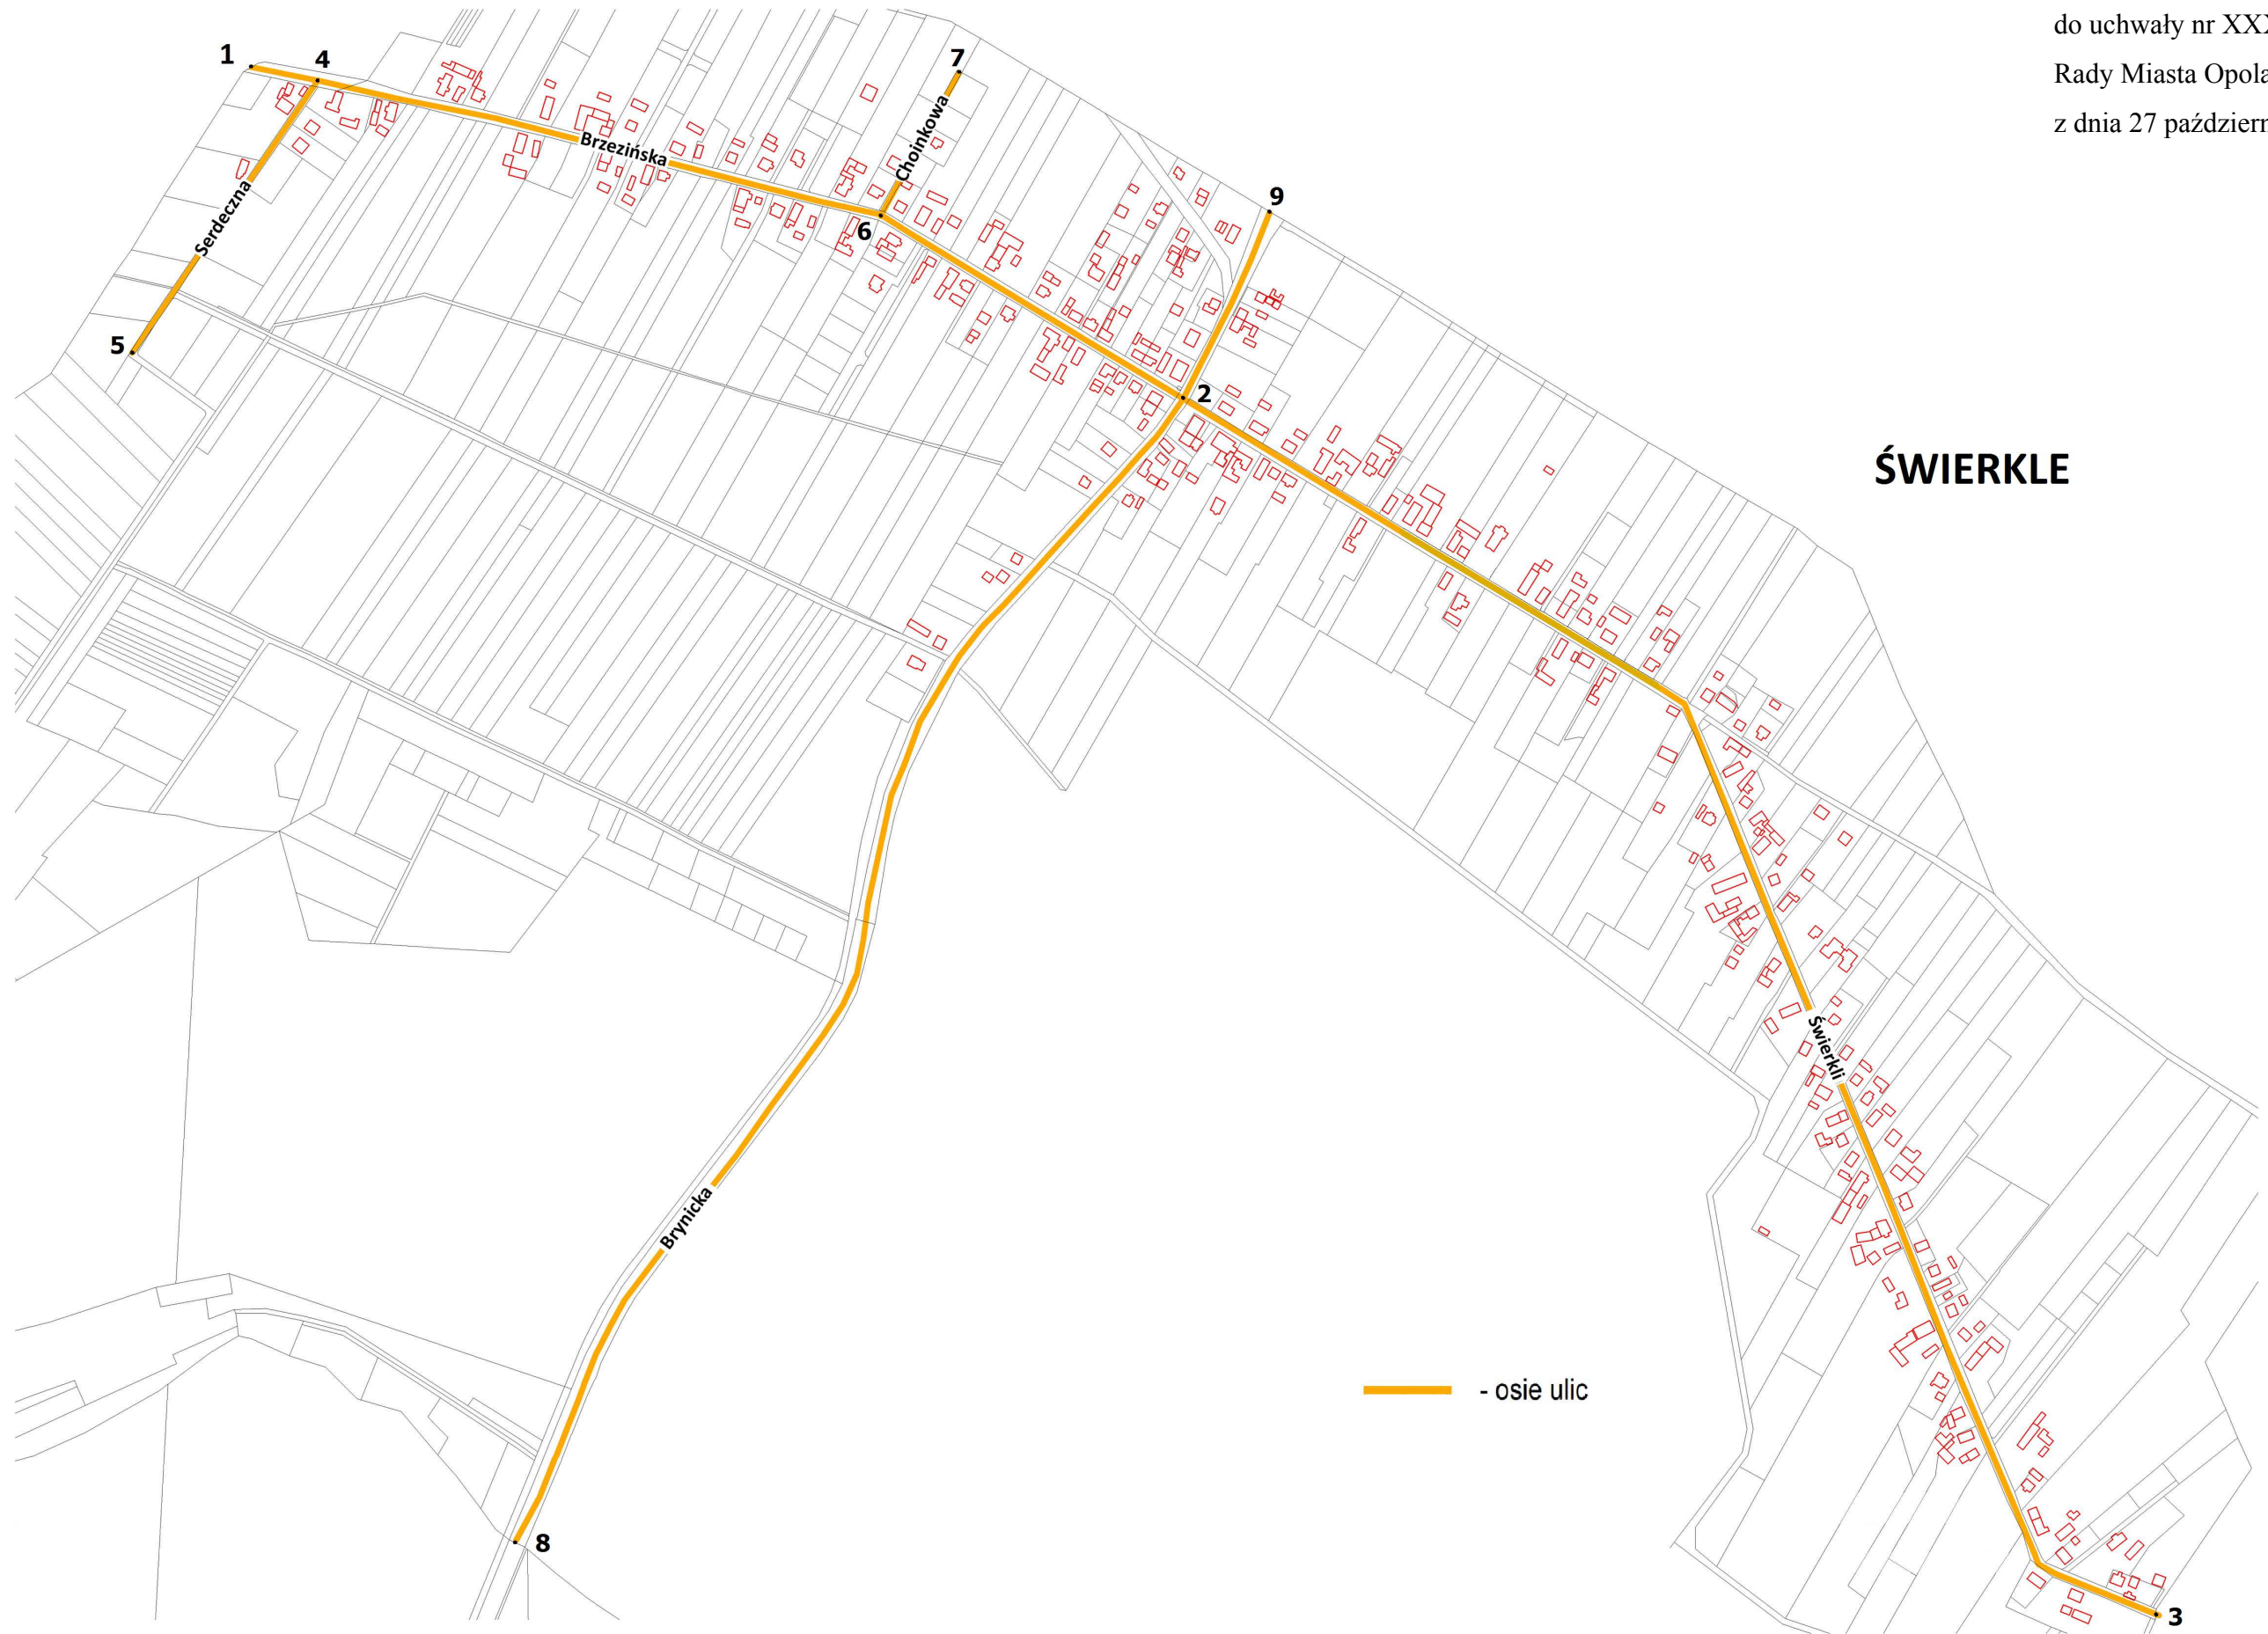 do uchwały nr XXX
Rady Miasta Opola
z dnia 27 październ
1
4
7
Brzezińska
Choinkowa
Serdeczna
9
6
5
2
ŚWIERKLE
Świerkli
Brynicka
- osie ulic
8
3